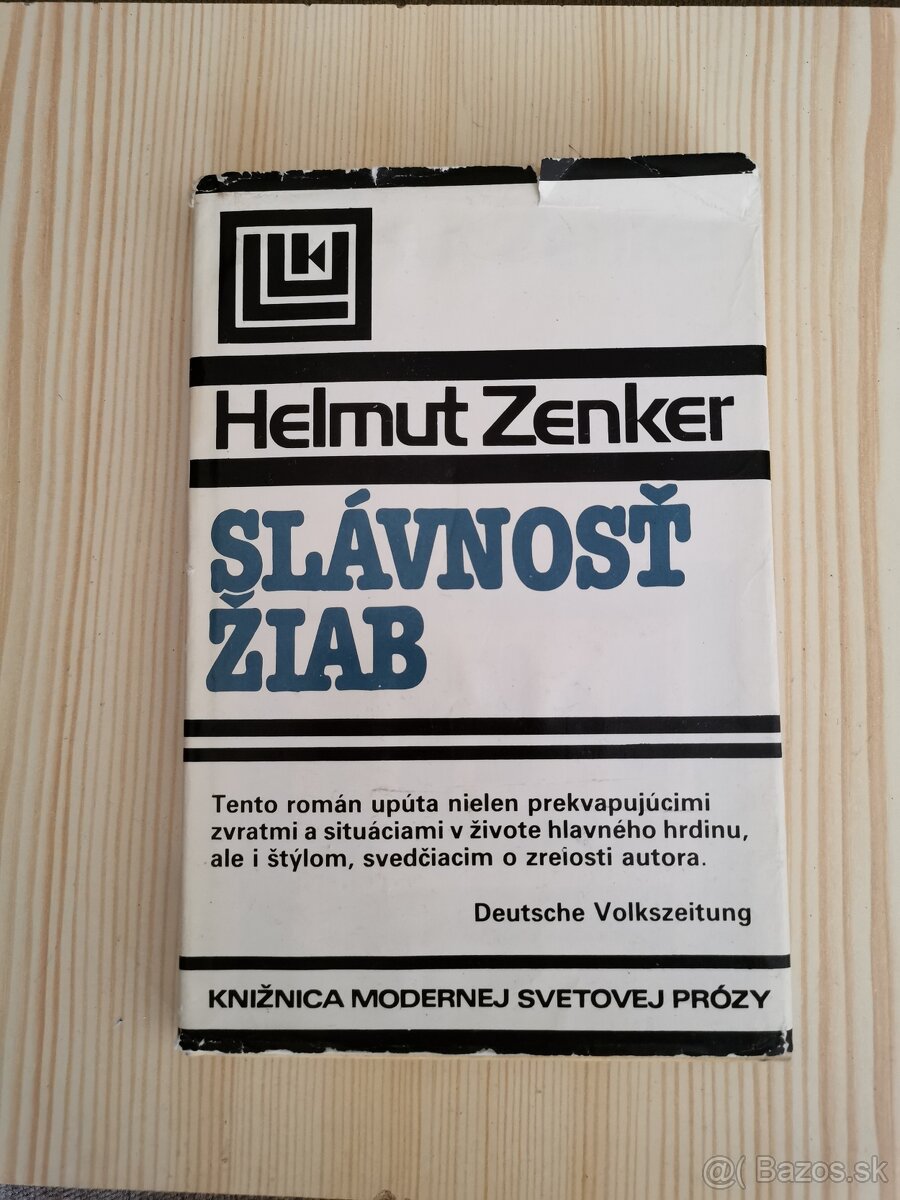 K
Helmut Zenker
SLÁVNOSŤ
ŽIAB
Tento román upúta nielen prekvapujúcimi
zvratmi a situáciami v živote hlavného hrdinu,
ale i štýlom, svedčiacim o zrelosti autora.
Deutsche Volkszeitung
KNIŽNICA MODERNEJ SVETOVEJ PRÓZY
@( Bazos.sk